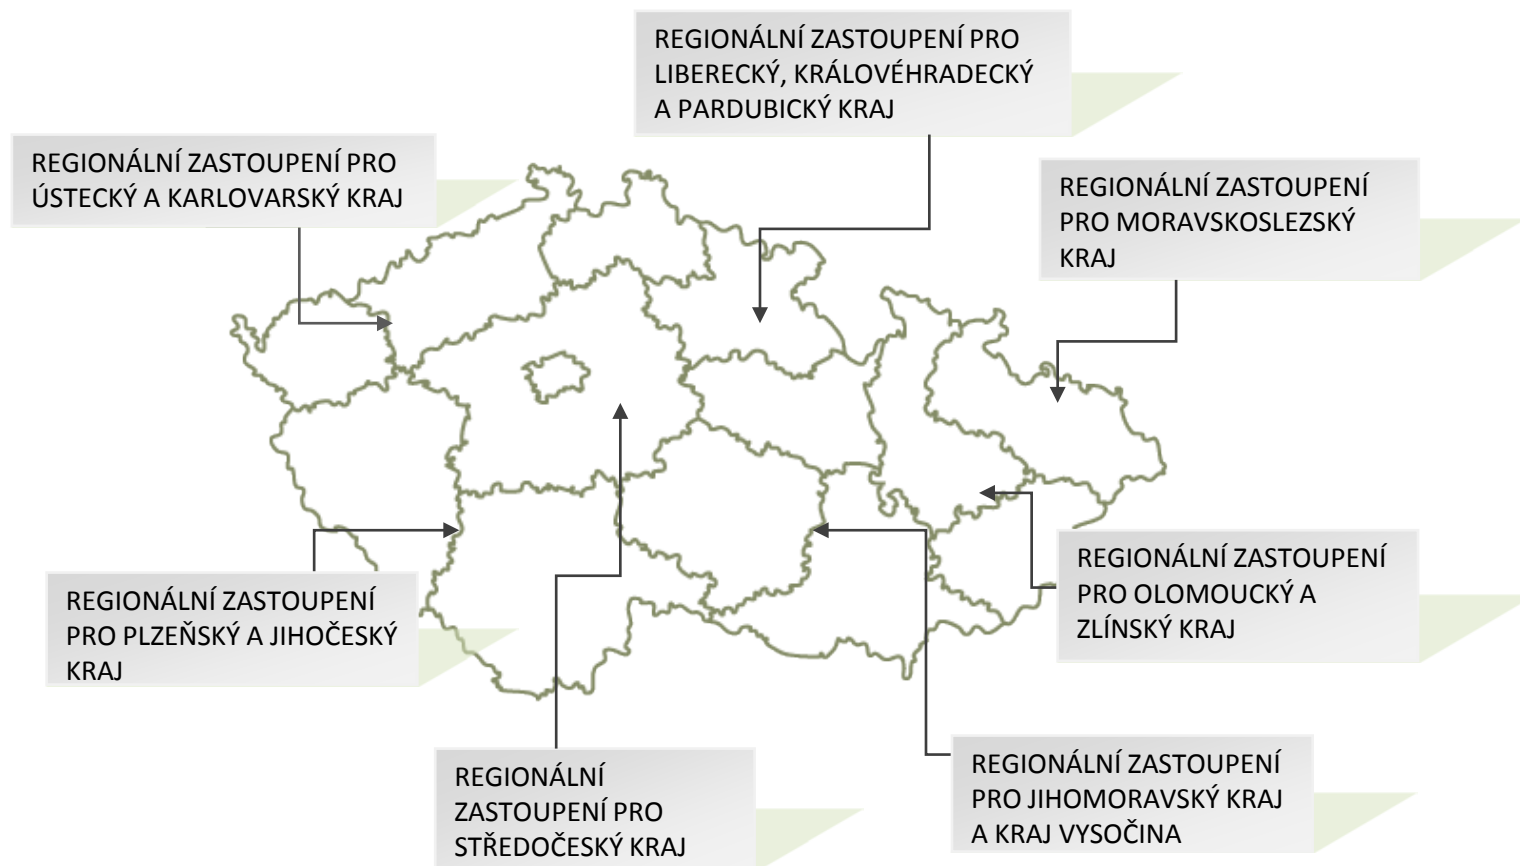 REGIONÁLNÍ ZASTOUPENÍ PRO
LIBERECKÝ, KRÁLOVÉHRADECKÝ
A PARDUBICKÝ KRAJ
REGIONÁLNÍ ZASTOUPENÍ PRO
ÚSTECKÝ A KARLOVARSKÝ KRAJ
REGIONÁLNÍ ZASTOUPENÍ
PRO MORAVSKOSLEZSKÝ
KRAJ
REGIONÁLNÍ ZASTOUPENÍ
PRO PLZEŇSKÝ A JIHOČESKÝ
KRAJ
REGIONÁLNÍ ZASTOUPENÍ
PRO OLOMOUCKÝ A
ZLÍNSKÝ KRAJ
REGIONÁLNÍ
ZASTOUPENÍ PRO
STŘEDOČESKÝ KRAJ
REGIONÁLNÍ ZASTOUPENÍ
PRO JIHOMORAVSKÝ KRAJ
A KRAJ VYSOČINA